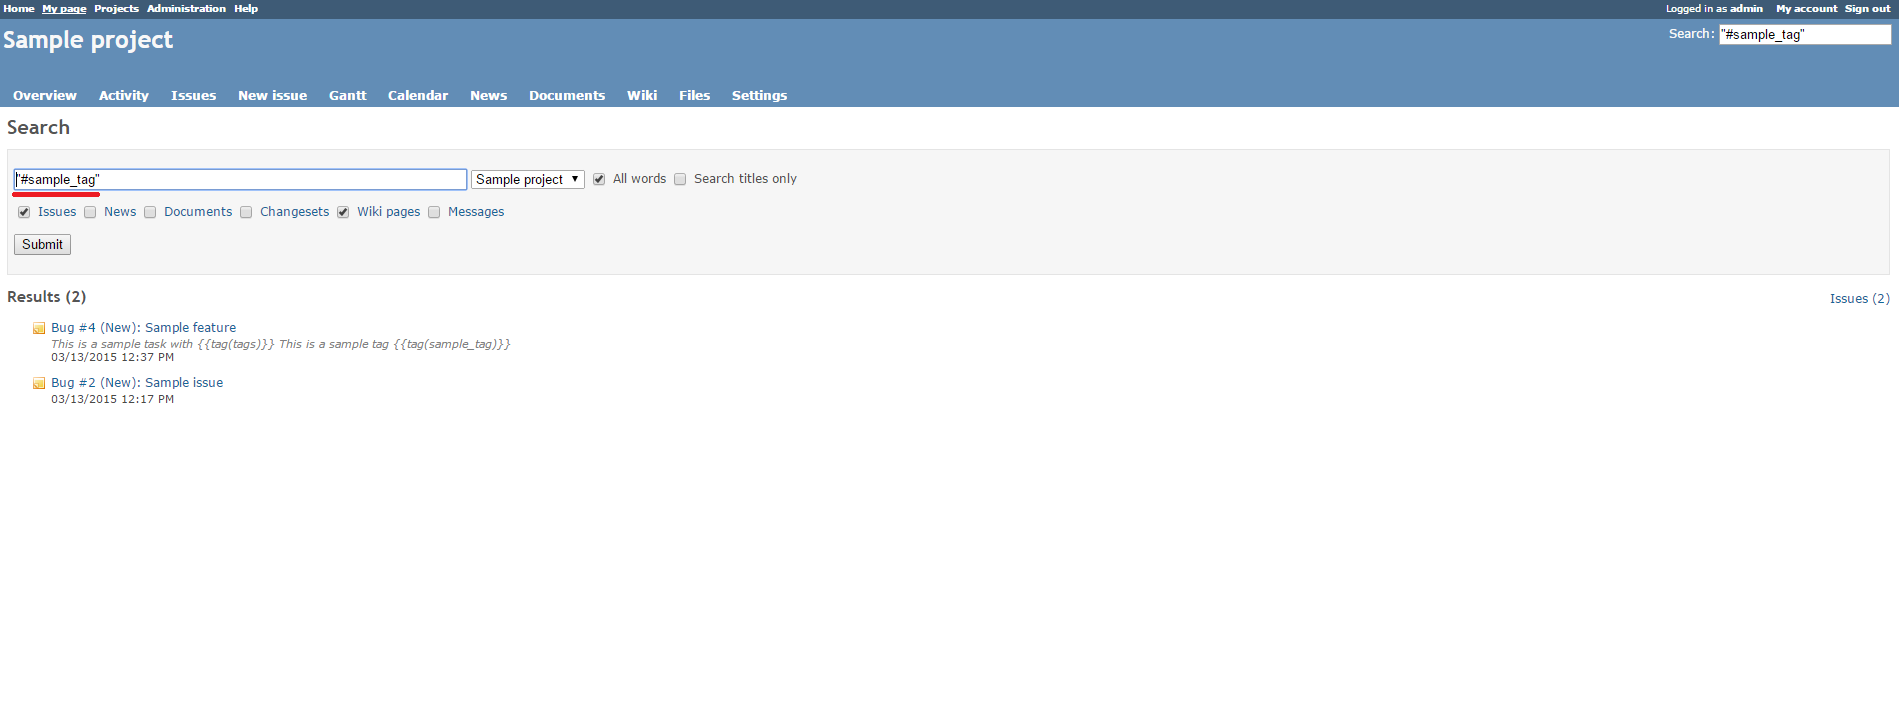 Home My page Projects Administration Help Logged in as admin My account Sign out
Sample project Search: "#sample_tag"
Overview Activity Issues New issue Gantt Calendar News Documents Wiki Files Settings
Search
"#sample_tag" Sample project All words Search titles only
Issues News Documents Changesets Wiki pages Messages
Submit
Results (2) Issues (2)
Bug #4 (New): Sample feature
This is a sample task with {{tag(tags)}} This is a sample tag {{tag(sample_tag)}}
03/13/2015 12:37 PM
Bug #2 (New): Sample issue
03/13/2015 12:17 PM